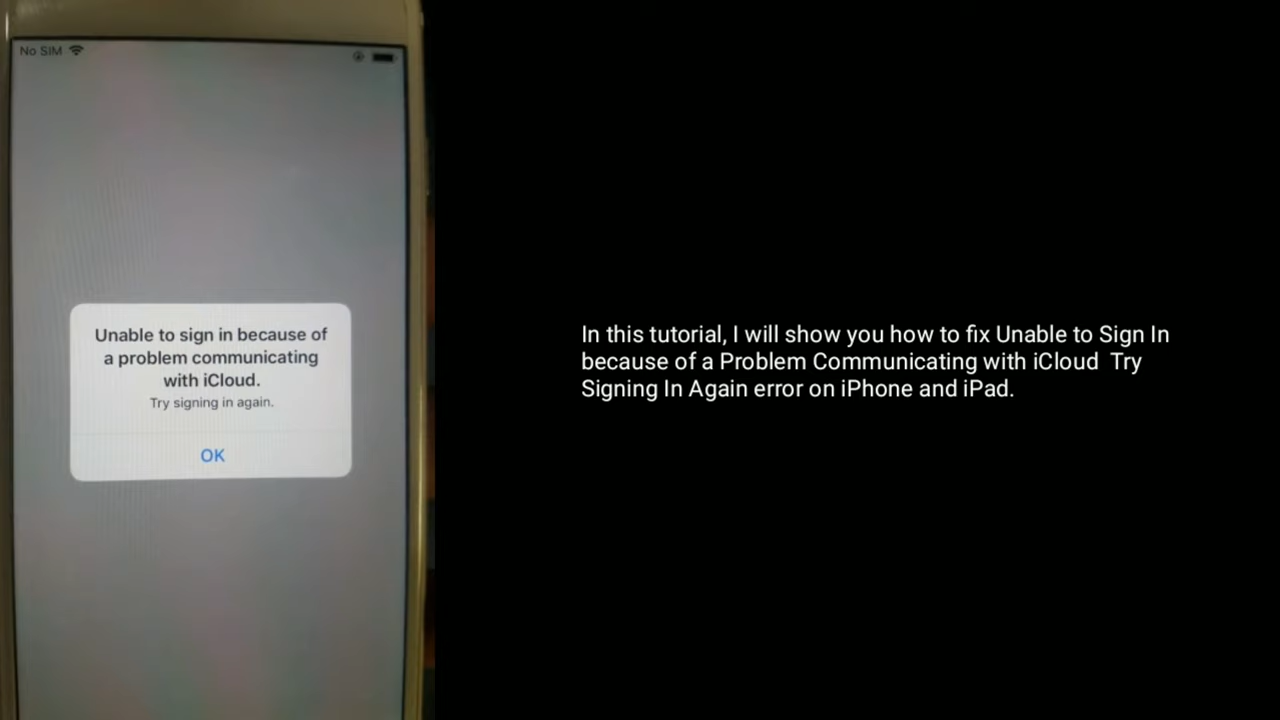 No SIM
Unable to sign in because of
a problem communicating
with iCloud.
Try signing in again.
OK
In this tutorial, I will show you how to fix Unable to Sign In
because of a Problem Communicating with iCloud  Try
Signing In Again error on iPhone and iPad.